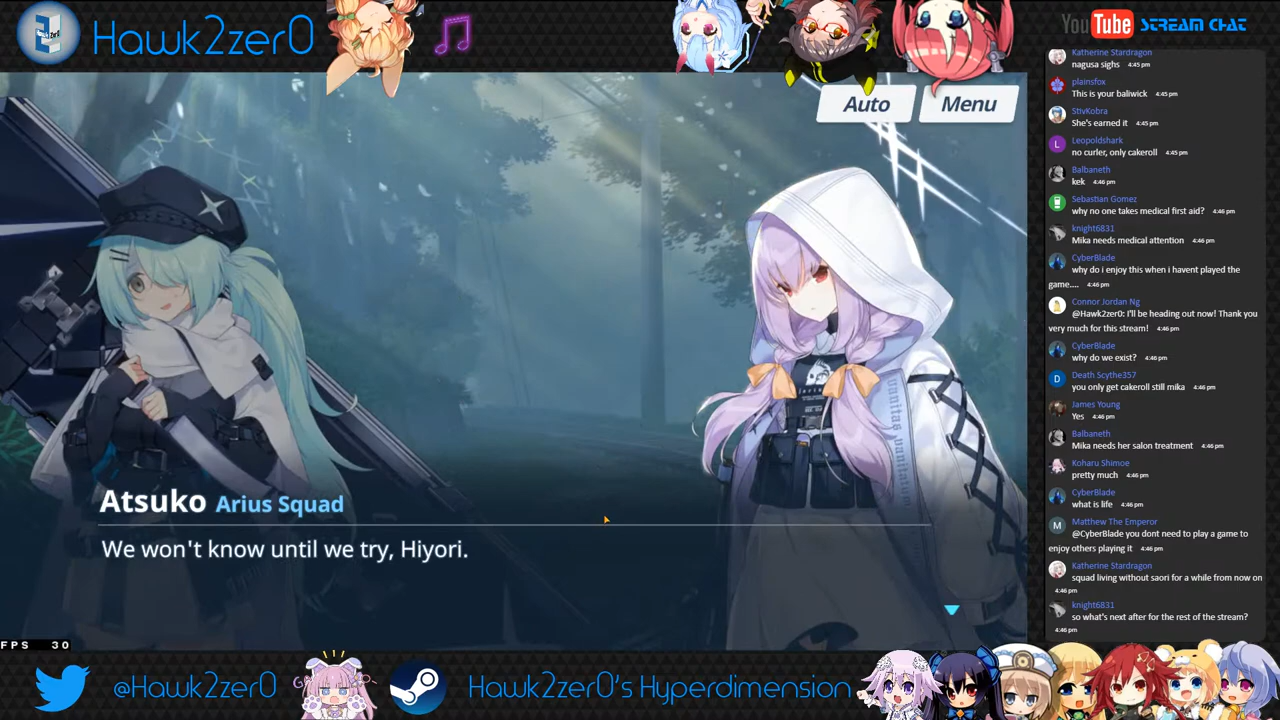 Hawk2zer0
You Tube STREAM CHAT
Auto
Menu
Katherine Stardragon
nagusa sighs 4:45 pm
plainsfox
This is your baliwick 4:45 pm
StivKobra
She's earned it 4:45 pm
Leopoldshark
no curler, only cakeroll 4:45 pm
Balbaneth
kek 4:46 pm
Sebastian Gomez
why no one takes medical first aid? 4:46 pm
knight6831
Mika needs medical attention 4:46 pm
CyberBlade
why do i enjoy this when i havent played the
game.... 4:46 pm
Connor Jordan Ng
@Hawk2zer0: I'll be heading out now! Thank you
very much for this stream! 4:46 pm
CyberBlade
why do we exist? 4:46 pm
Death Scythe357
you only get cakeroll still mika 4:46 pm
James Young
Yes 4:46 pm
Balbaneth
Mika needs her salon treatment 4:46 pm
Koharu Shimoe
pretty much 4:46 pm
CyberBlade
what is life 4:46 pm
Matthew The Emperor
@CyberBlade you dont need to play a game to
enjoy others playing it 4:46 pm
Katherine Stardragon
squad living without saori for a while from now on
4:46 pm
knight6831
so what's next after for the rest of the stream?
4:46 pm
Atsuko Arius Squad
We won't know until we try, Hiyori.
FPS 30
@Hawk2zer0
Hawk2zer0's Hyperdimension